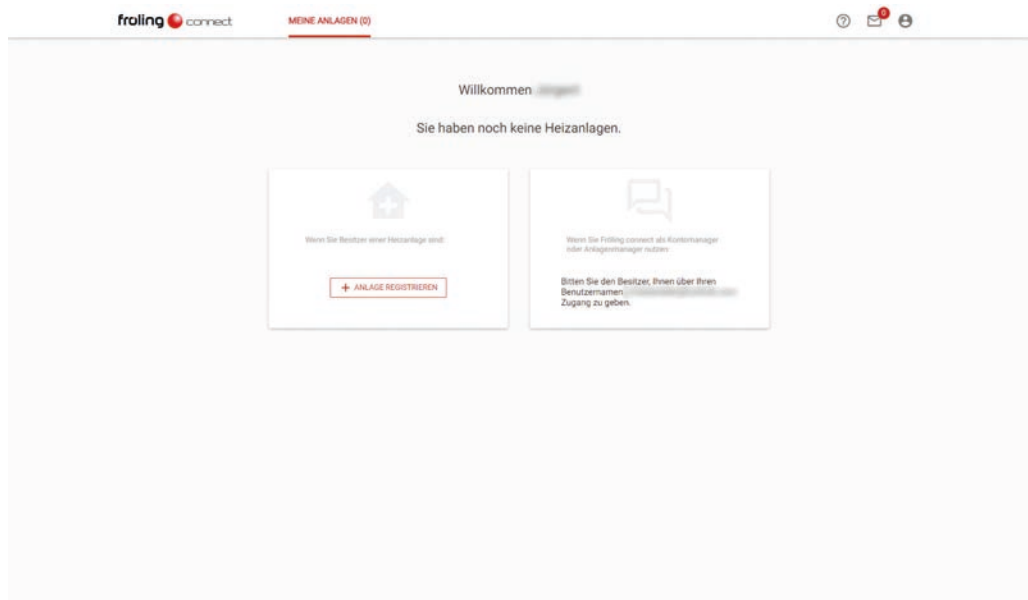 froling connect
MEINE ANLAGEN (0)
0
Willkommen
Sie haben noch keine Heizanlagen.
Wenn Sie Besitzer einer Heizanlage sind:
+ ANLAGE REGISTRIEREN
Wenn Sie Fröling connect als Kontomanager
oder Anlagenmanager nutzen:
Bitten Sie den Besitzer, Ihnen über Ihren
Benutzernamen
Zugang zu geben.